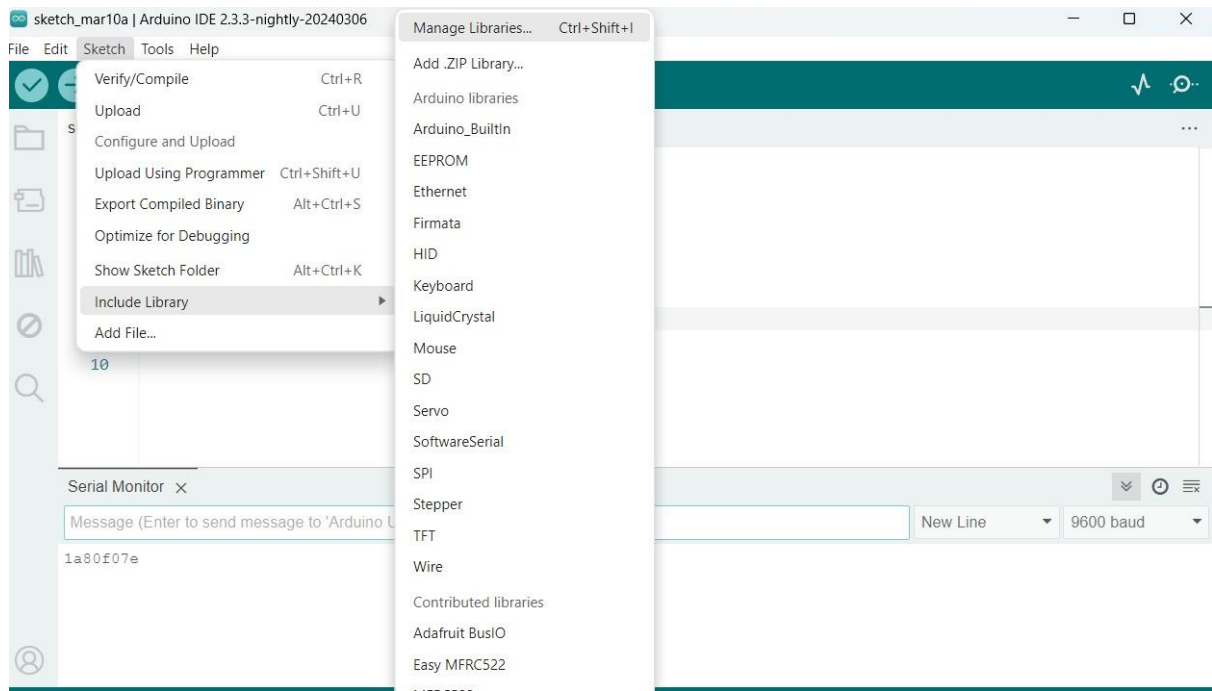 sketch_mar10a | Arduino IDE 2.3.3-nightly-20240306
File Edit Sketch Tools Help
Verify/Compile Ctrl+R
Upload Ctrl+U
Configure and Upload
Upload Using Programmer Ctrl+Shift+U
Export Compiled Binary Alt+Ctrl+S
Optimize for Debugging
Show Sketch Folder Alt+Ctrl+K
Include Library
Add File...
Manage Libraries... Ctrl+Shift+I
Add .ZIP Library...
Arduino libraries
Arduino_BuiltIn
EEPROM
Ethernet
Firmata
HID
Keyboard
LiquidCrystal
Mouse
SD
Servo
SoftwareSerial
SPI
Stepper
TFT
Wire
Contributed libraries
Adafruit BusIO
Easy MFRC522
10
Serial Monitor
Message (Enter to send message to 'Arduino U
New Line
9600 baud
1a80f07e